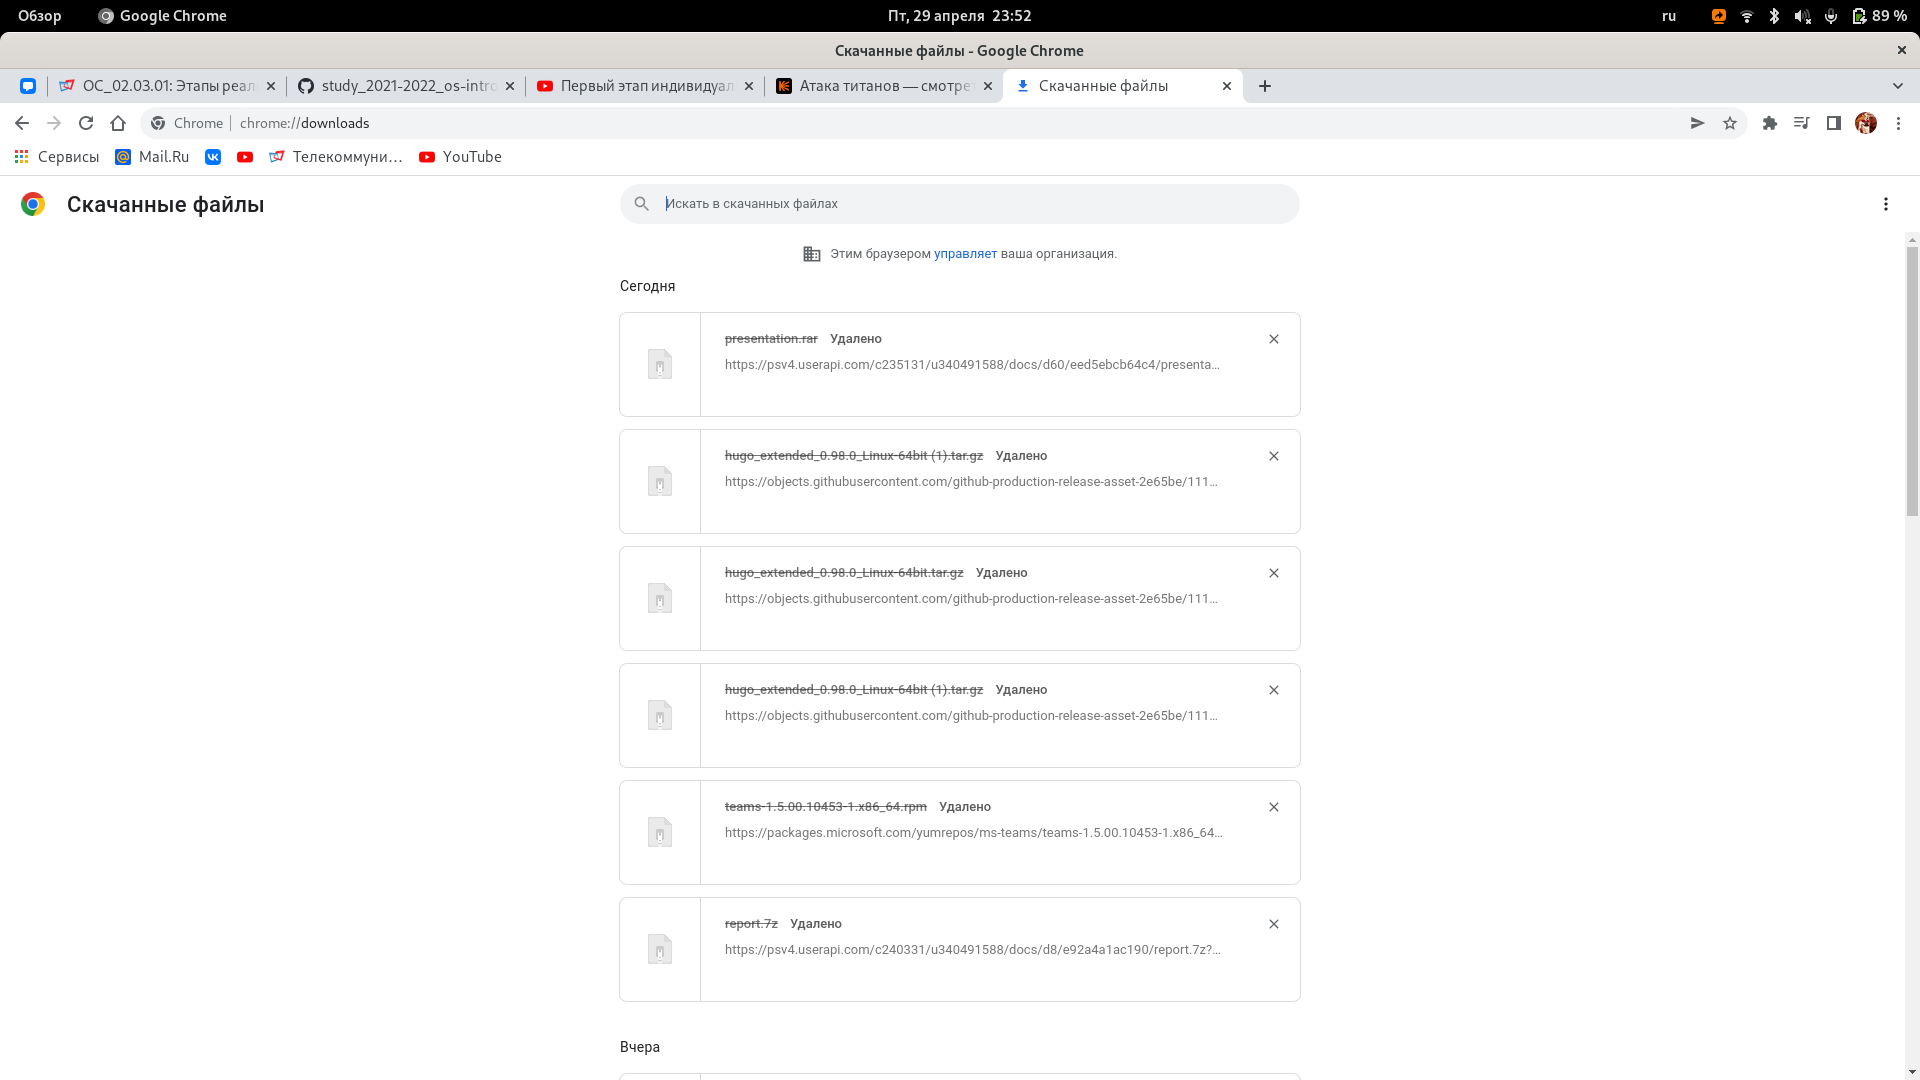 Обзор Google Chrome Пт, 29 апреля 23:52 ru 89 %
Скачанные файлы - Google Chrome
ОС_02.03.01: Этапы реал study_2021-2022_os-intro Первый этап индивидуал Атака титанов — смотрет Скачанные файлы
Chrome chrome://downloads
Сервисы Mail.Ru Телекоммуни... YouTube
Скачанные файлы Искать в скачанных файлах
Этим браузером управляет ваша организация.
Сегодня
presentation.rar Удалено
https://psv4.userapi.com/c235131/u340491588/docs/d60/eed5ebcb64c4/presenta...
hugo_extended_0.98.0_Linux-64bit (1).tar.gz Удалено
https://objects.githubusercontent.com/github-production-release-asset-2e65be/111...
hugo_extended_0.98.0_Linux-64bit.tar.gz Удалено
https://objects.githubusercontent.com/github-production-release-asset-2e65be/111...
hugo_extended_0.98.0_Linux-64bit (1).tar.gz Удалено
https://objects.githubusercontent.com/github-production-release-asset-2e65be/111...
teams-1.5.00.10453-1.x86_64.rpm Удалено
https://packages.microsoft.com/yumrepos/ms-teams/teams-1.5.00.10453-1.x86_64...
report.7z Удалено
https://psv4.userapi.com/c240331/u340491588/docs/d8/e92a4a1ac190/report.7z?...
Вчера